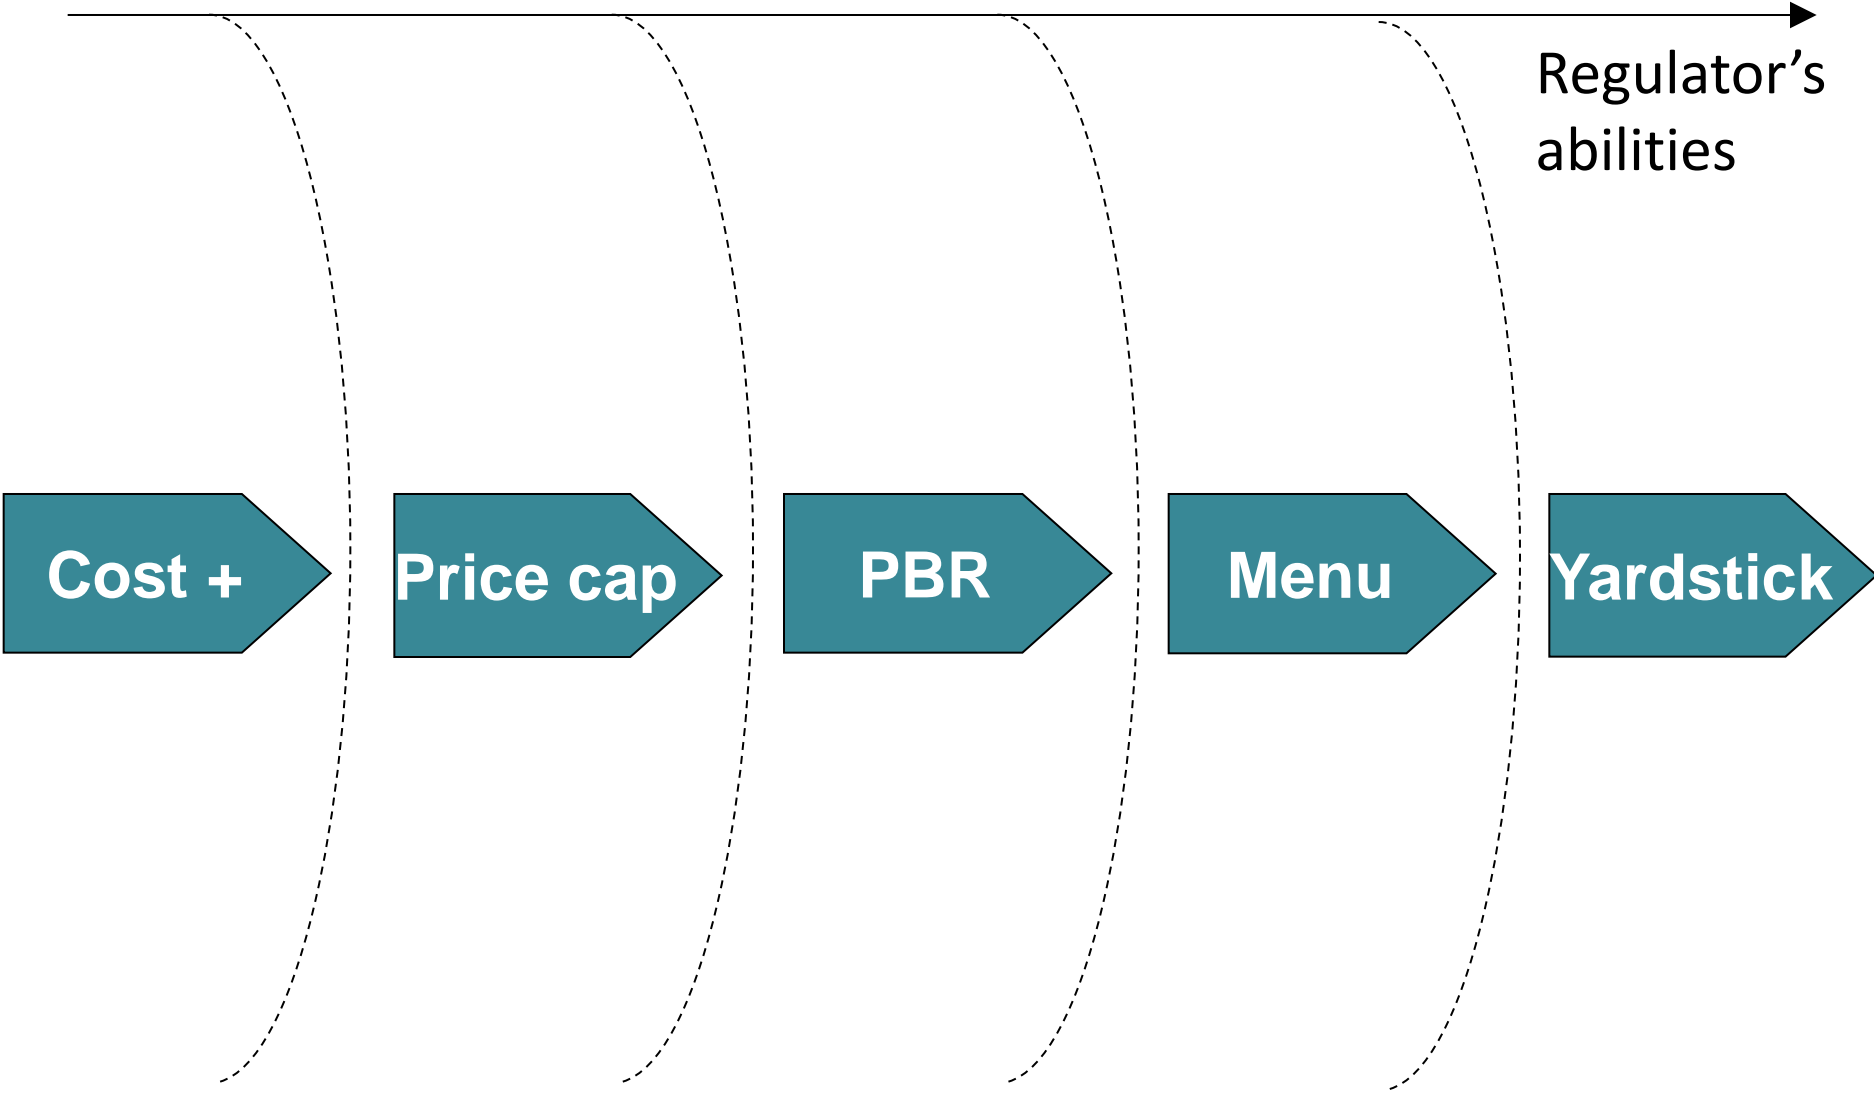 Regulator’s
abilities
Cost +
Price cap
PBR
Menu
Yardstick